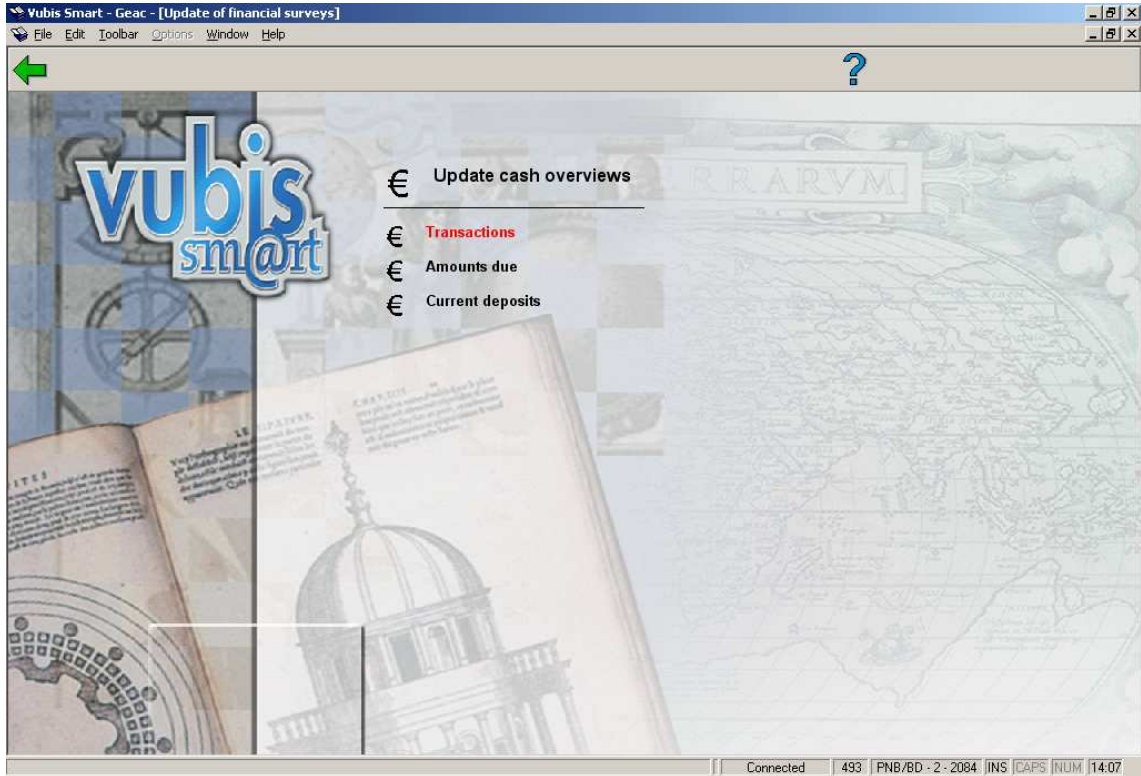 Vubis Smart - Geac - [Update of financial surveys]
File Edit Toolbar Options Window Help
?
vubis
sm@rt
€ Update cash overviews
€ Transactions
€ Amounts due
€ Current deposits
RARVM
Connected 493 PNB/BD - 2 - 2084 INS CAPS NUM 14:07